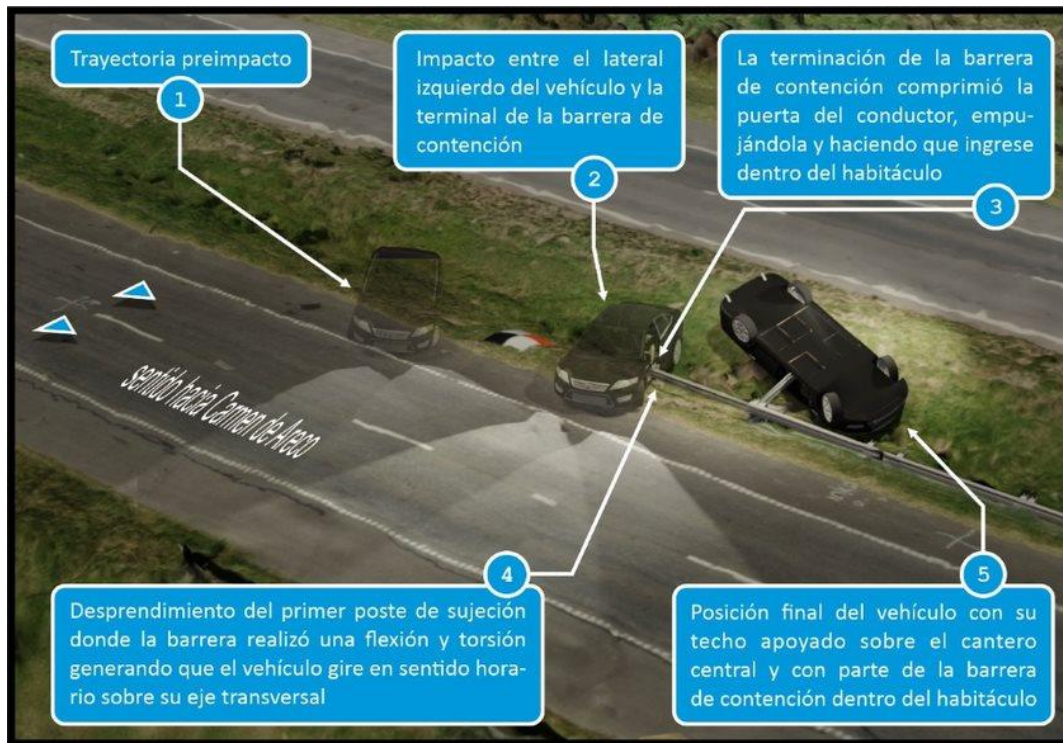 Trayectoria preimpacto
1
Impacto entre el lateral
izquierdo del vehículo y la
terminal de la barrera de
contención
2
La terminación de la barrera
de contención comprimió la
puerta del conductor, empu-
jándola y haciendo que ingrese
dentro del habitáculo
3
sentido hacia Carmen de Areco
4
Desprendimiento del primer poste de sujeción
donde la barrera realizó una flexión y torsión
generando que el vehículo gire en sentido hora-
rio sobre su eje transversal
5
Posición final del vehículo con su
techo apoyado sobre el cantero
central y con parte de la barrera
de contención dentro del habitáculo